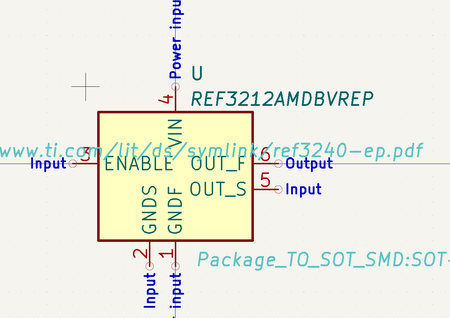 Power inpu
U
4
REF3212AMDBVREP
VIN
www.ti.com/lit/ds/symlink/ref3240-ep.pdf
Input 3 ENABLE OUT_F 6 Output
OUT_S 5 Input
GNDS GNDF
2 1
Package_TO_SOT_SMD:SOT-
Input input